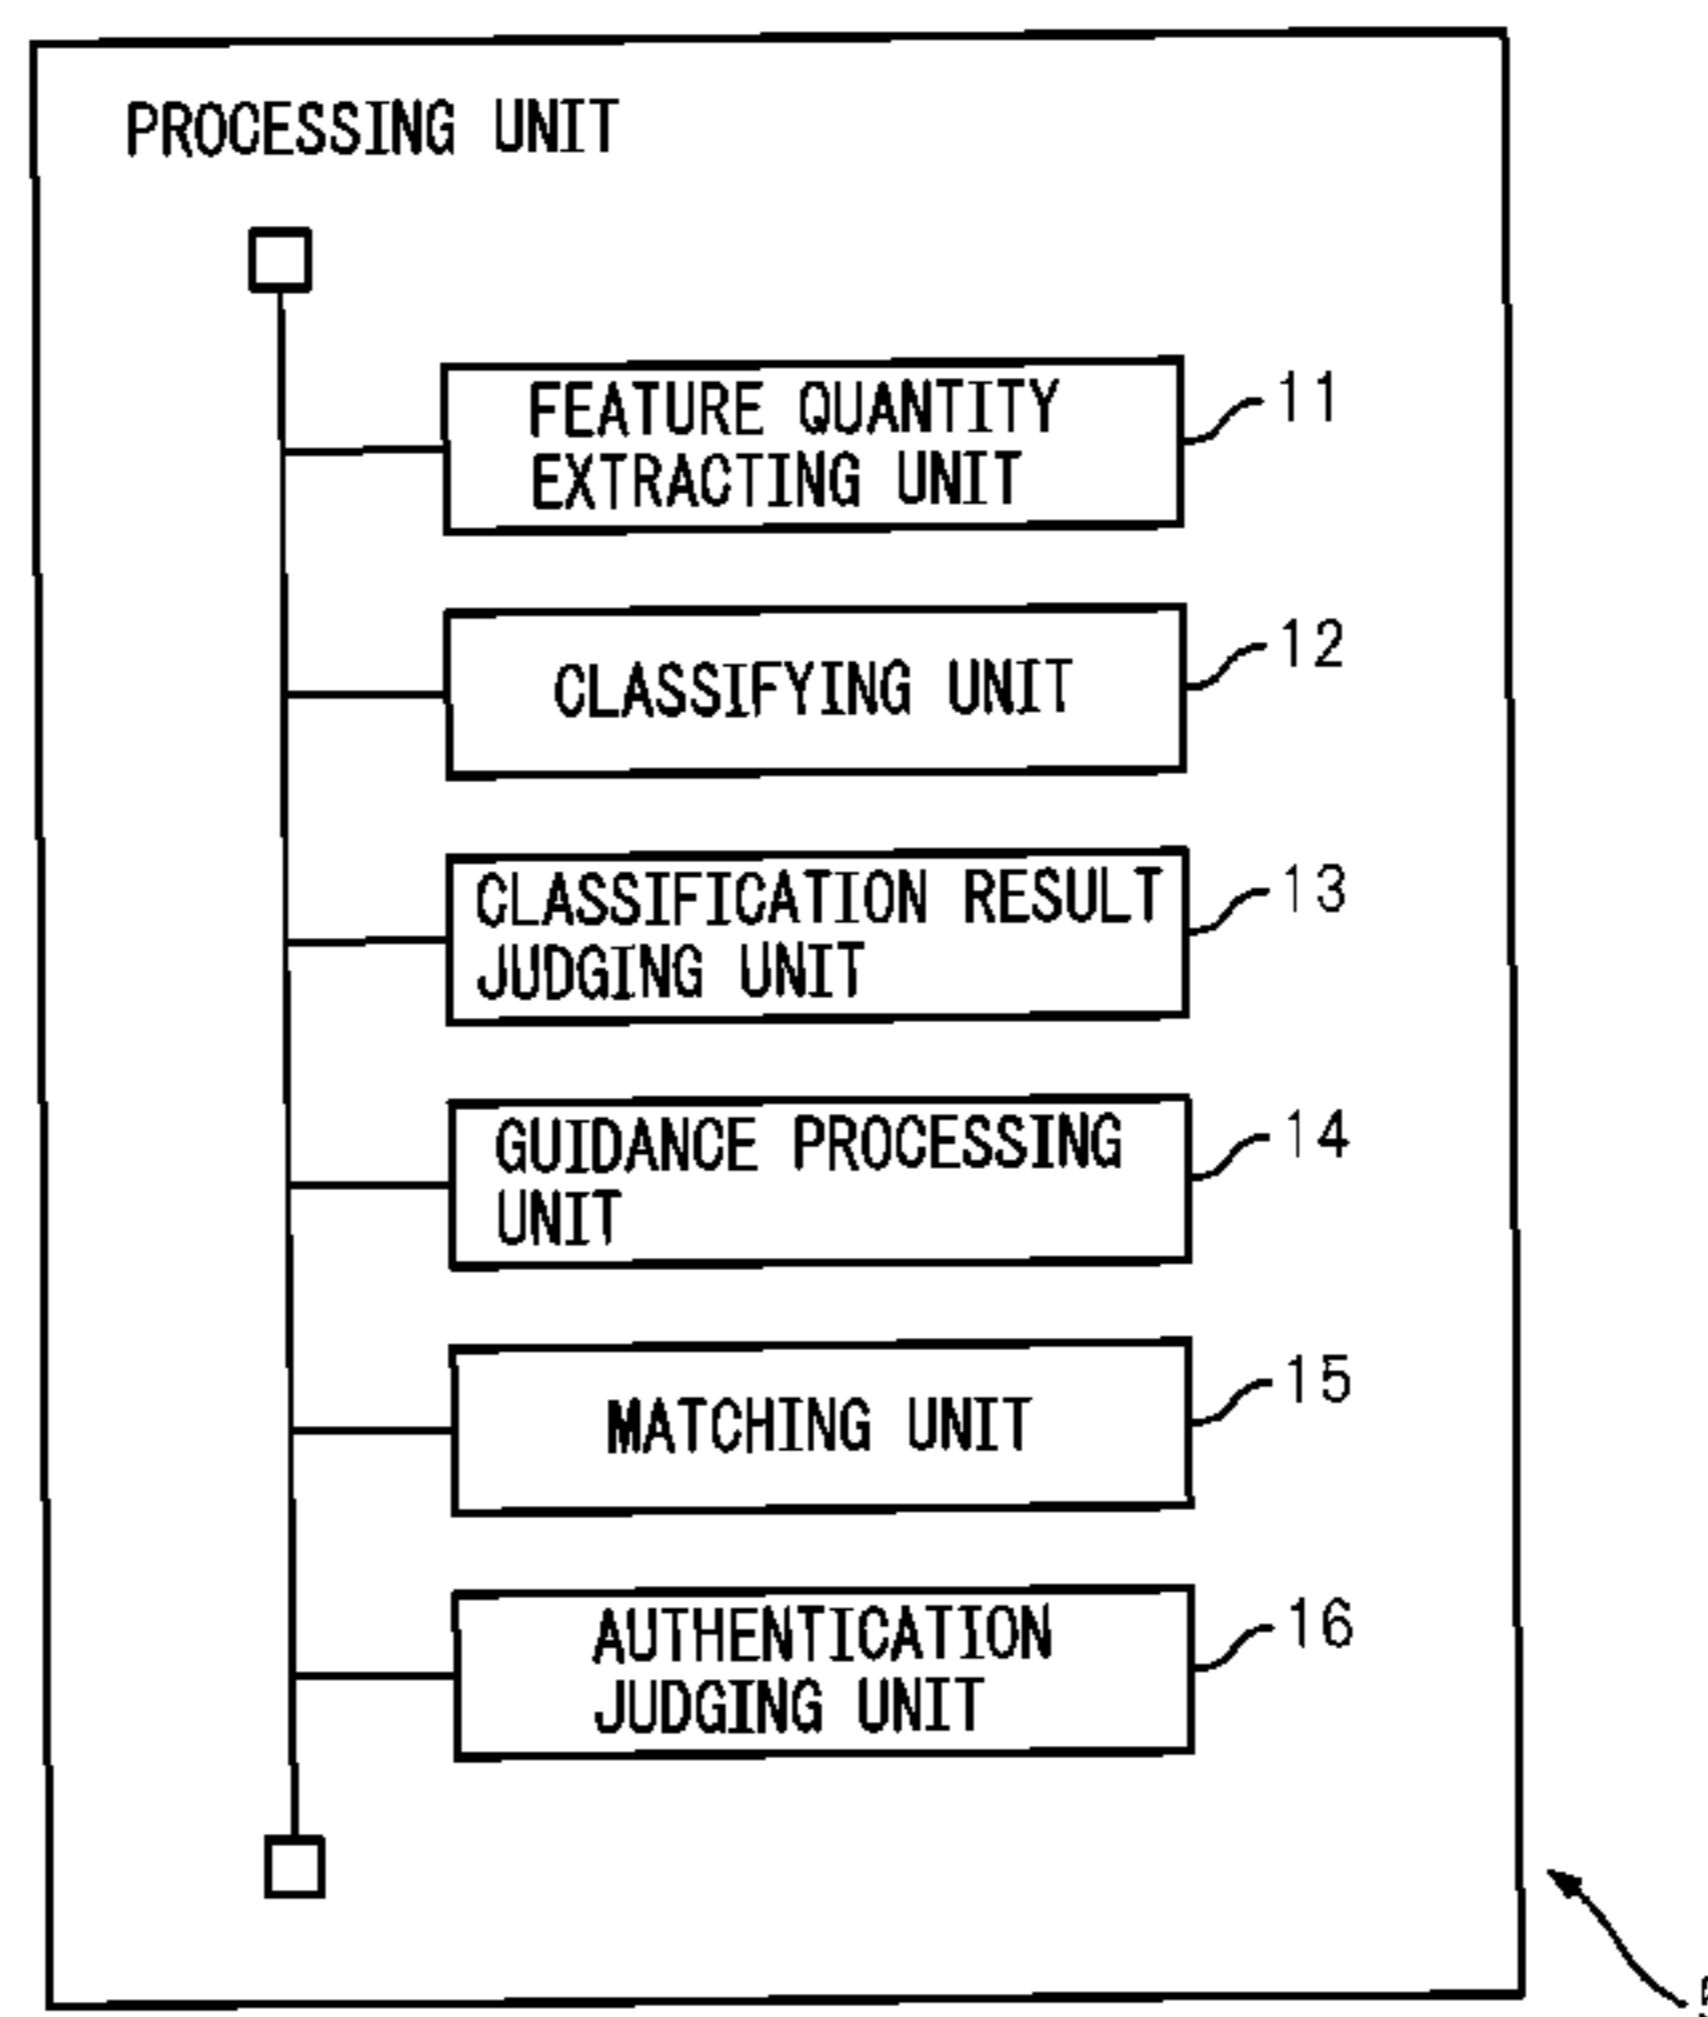 PROCESSING UNIT
FEATURE QUANTITY
EXTRACTING UNIT
11
CLASSIFYING UNIT
12
CLASSIFICATION RESULT
JUDGING UNIT
13
GUIDANCE PROCESSING
UNIT
14
MATCHING UNIT
15
AUTHENTICATION
JUDGING UNIT
16